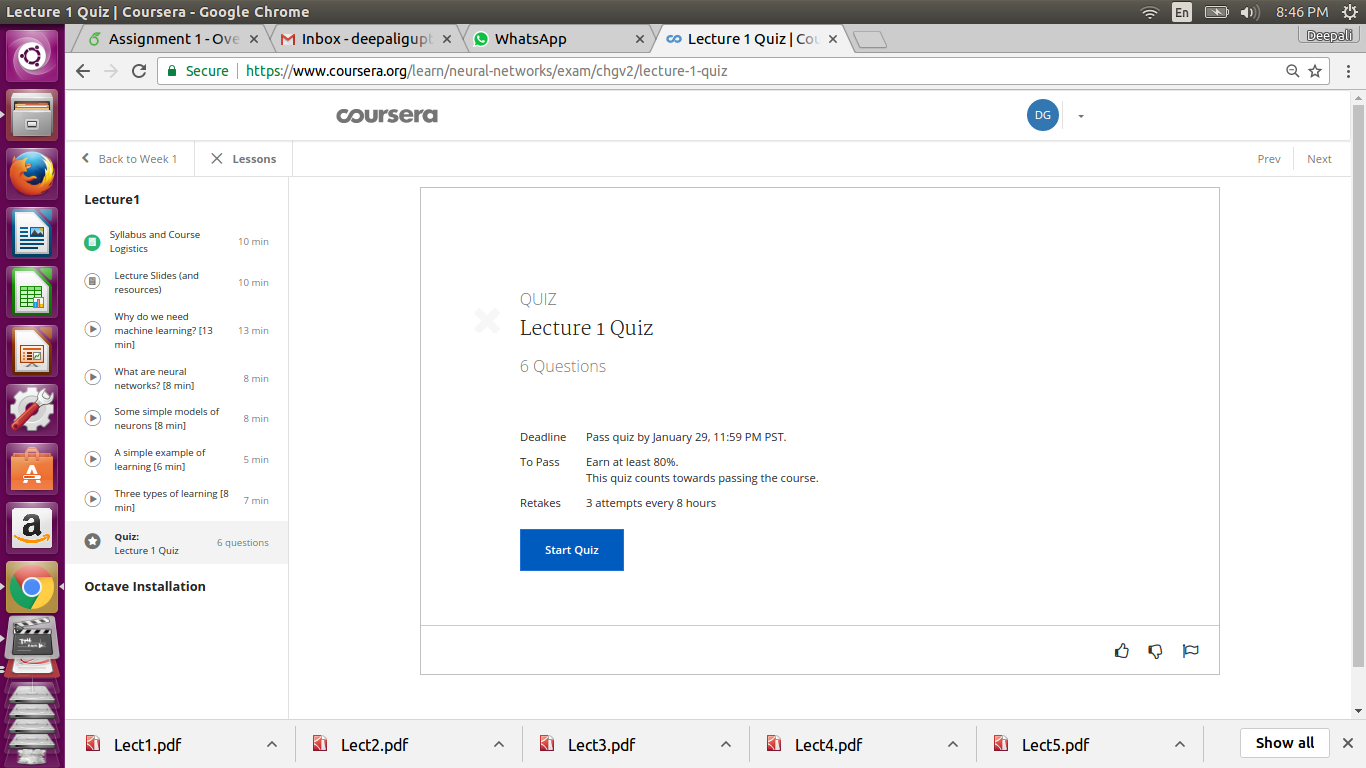 Lecture 1 Quiz | Coursera - Google Chrome
En
8:46 PM
Assignment 1 - Ove
Inbox - deepaligupt
WhatsApp
Lecture 1 Quiz | Cou
Deepali
Secure
https://www.coursera.org/learn/neural-networks/exam/chgv2/lecture-1-quiz
coursera
DG
Back to Week 1
Lessons
Prev
Next
Lecture1
Syllabus and Course
Logistics
10 min
Lecture Slides (and
resources)
10 min
Why do we need
machine learning? [13
min]
13 min
What are neural
networks? [8 min]
8 min
Some simple models of
neurons [8 min]
8 min
A simple example of
learning [6 min]
5 min
Three types of learning [8
min]
7 min
Quiz:
Lecture 1 Quiz
6 questions
Octave Installation
QUIZ
Lecture 1 Quiz
6 Questions
Deadline Pass quiz by January 29, 11:59 PM PST.
To Pass Earn at least 80%.
This quiz counts towards passing the course.
Retakes 3 attempts every 8 hours
Start Quiz
Lect1.pdf
Lect2.pdf
Lect3.pdf
Lect4.pdf
Lect5.pdf
Show all